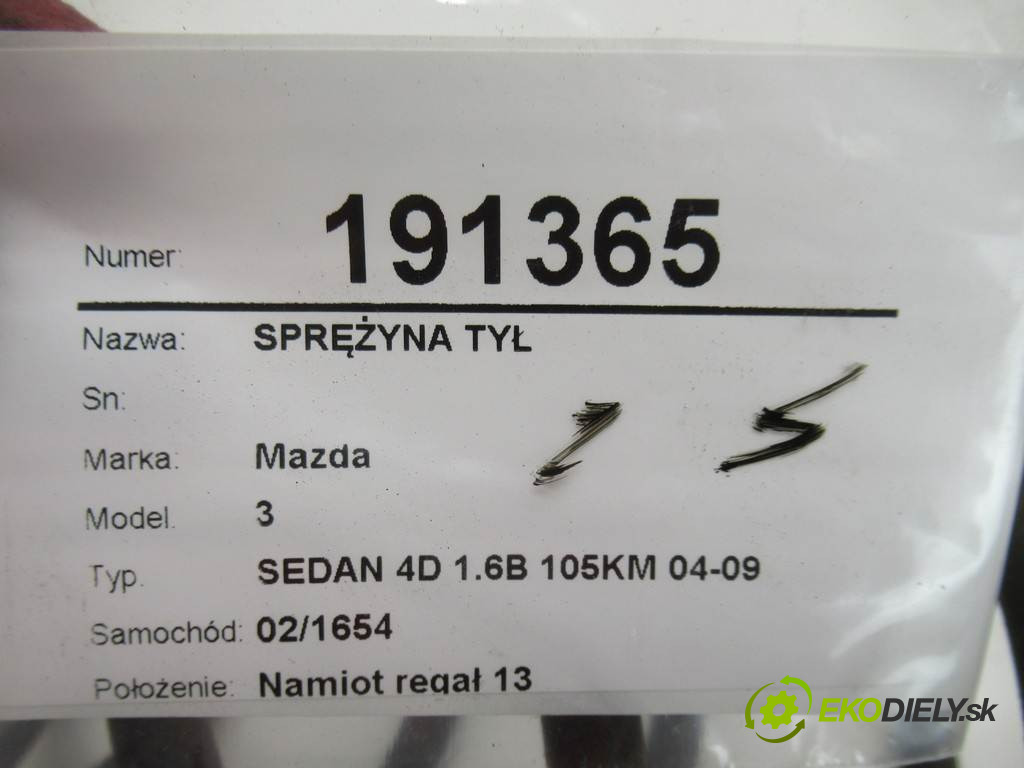 Numer: 191365
Nazwa: SPRĘŻYNA TYŁ
Sn:
Marka: Mazda
Model. 3
Typ. SEDAN 4D 1.6B 105KM 04-09
Samochód: 02/1654
Położenie: Namiot regał 13
15
EKODIELY.sk